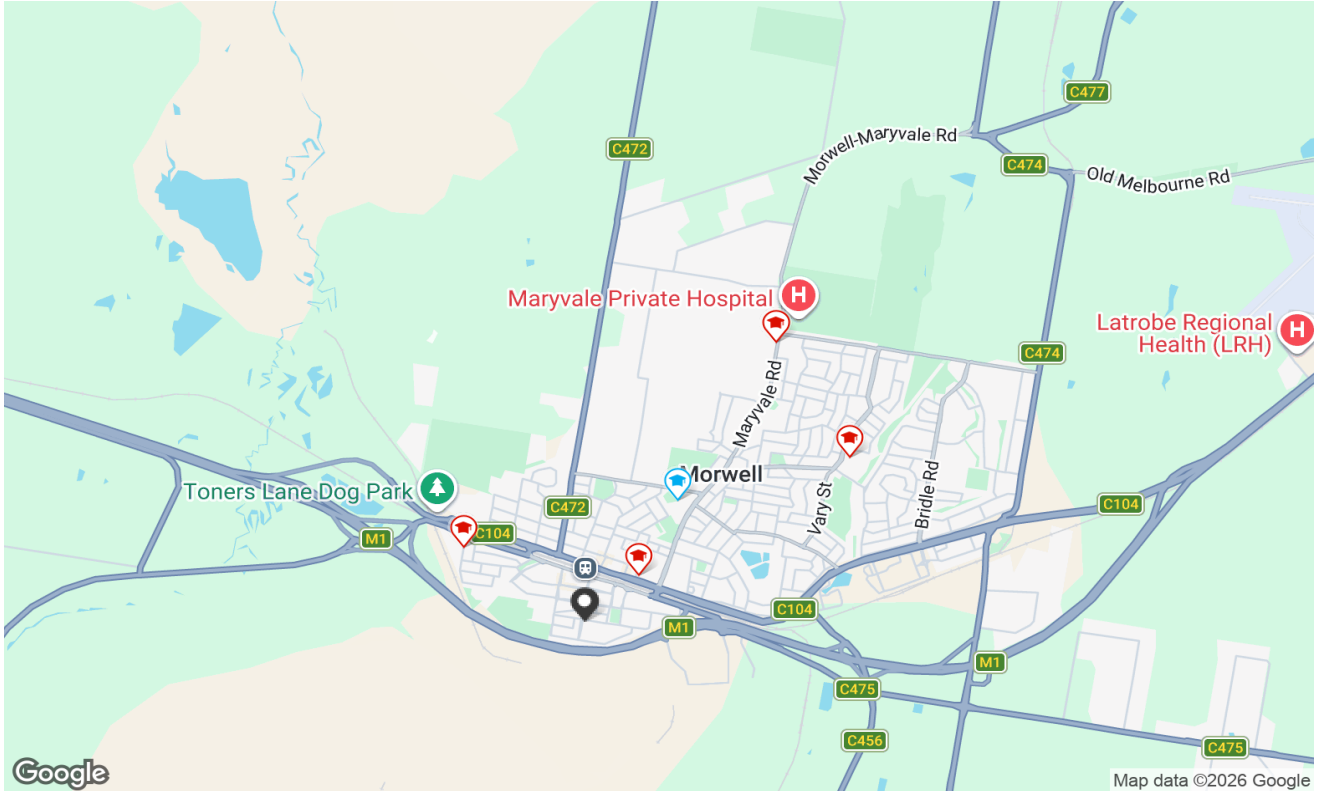 C477
Morwell-Maryvale Rd
C472
C474
Old Melbourne Rd
Maryvale Private Hospital
H
Latrobe Regional
Health (LRH)
H
C474
Maryvale Rd
Morwell
Bridle Rd
Toners Lane Dog Park
Vary St
C472
C104
C104
M1
C104
M1
M1
C475
C456
C475
Google
Map data ©2026 Google